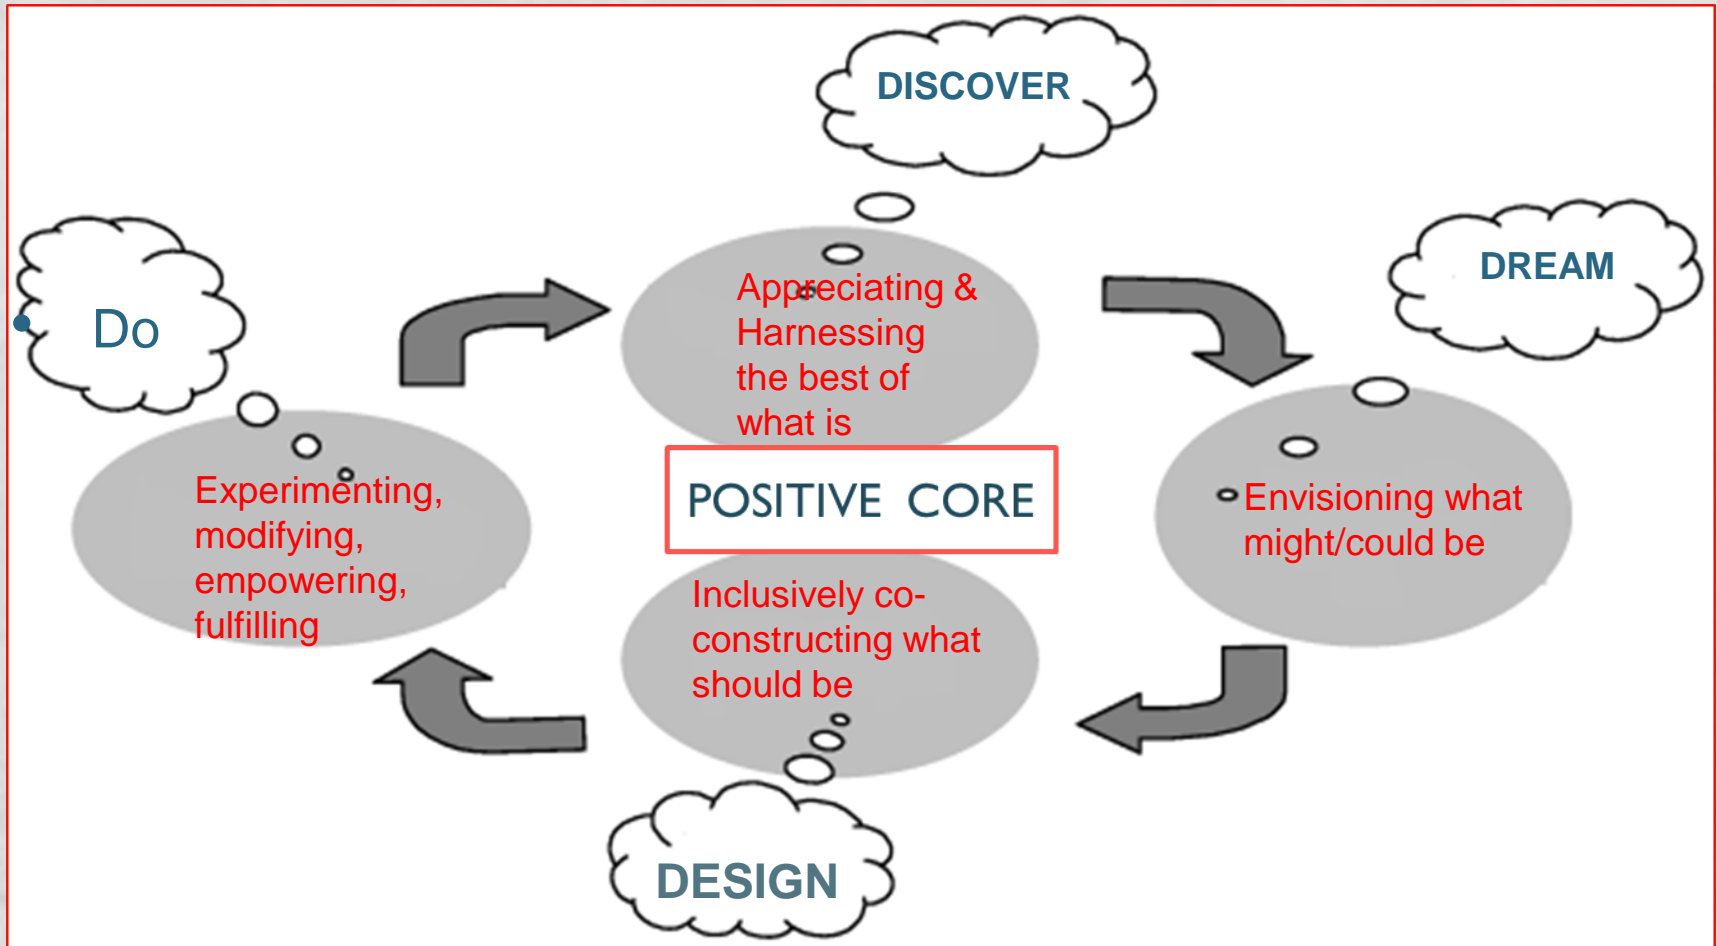 DISCOVER
Appreciating &
Harnessing
the best of
what is
DREAM
Envisioning what
might/could be
POSITIVE CORE
Inclusively co-
constructing what
should be
DESIGN
• Do
Experimenting,
modifying,
empowering,
fulfilling